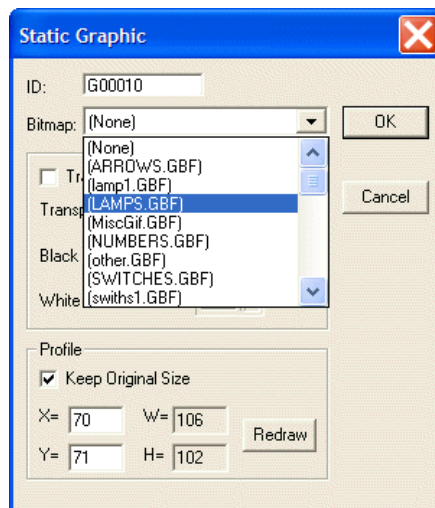 Static Graphic
ID: G00010
Bitmap: (None) OK
(None)
(ARROWS.GBF)
(lamp1.GBF)
(LAMPS.GBF)
(MiscGif.GBF)
(NUMBERS.GBF)
(other.GBF)
(SWITCHES.GBF)
(swiths1.GBF)
Cancel
Black
White
Profile
Keep Original Size
X= 70 W= 106
Redraw
Y= 71 H= 102